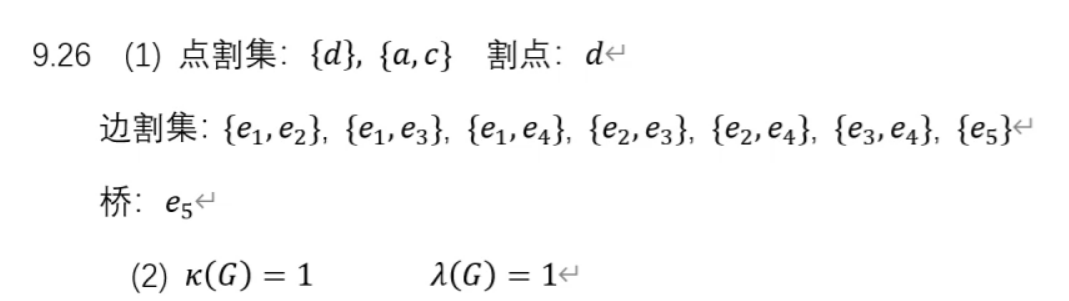 9.26 (1) 点割集: {d}, {a, c} 割点: d↵
边割集: {e₁, e₂}, {e₁, e₃}, {e₁, e₄}, {e₂, e₃}, {e₂, e₄}, {e₃, e₄}, {e₅}↵
桥: e₅↵
(2) κ(G) = 1 λ(G) = 1↵